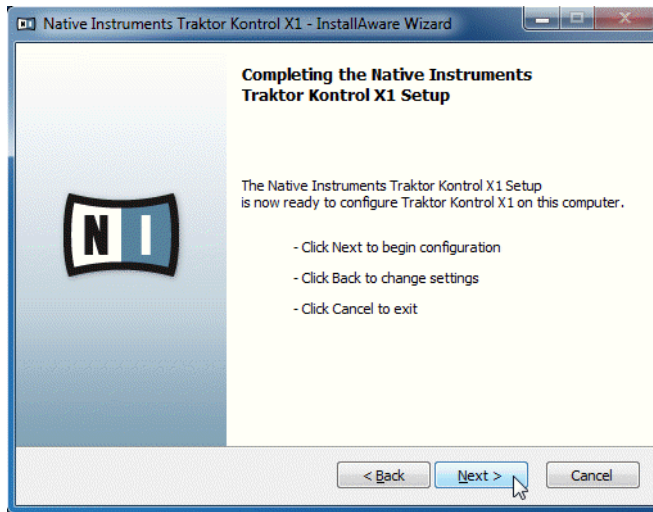 Native Instruments Traktor Kontrol X1 - InstallAware Wizard
Completing the Native Instruments
Traktor Kontrol X1 Setup
The Native Instruments Traktor Kontrol X1 Setup
is now ready to configure Traktor Kontrol X1 on this computer.
- Click Next to begin configuration
- Click Back to change settings
- Click Cancel to exit
N I
< Back Next > Cancel